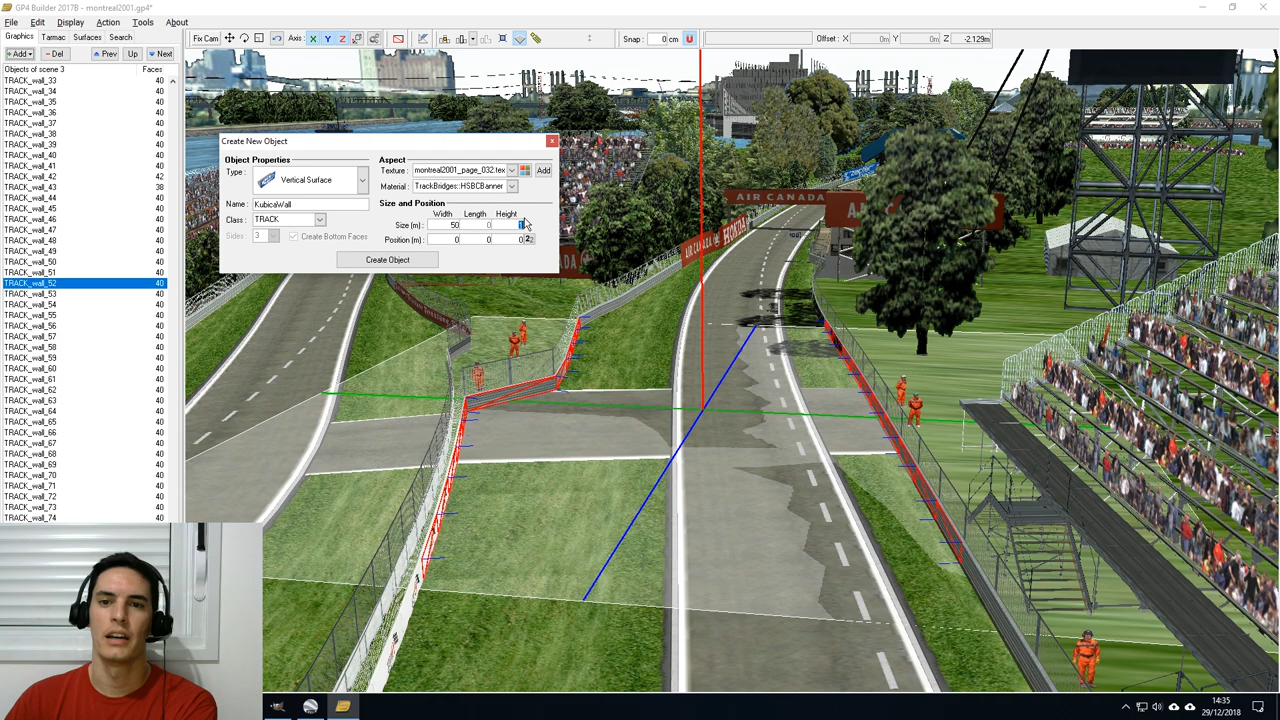 GP4 Builder 2017B - montreal2001.gp4*
File Edit Display Action Tools About
Graphics Tarmac Surfaces Search
Fix Cam Axis : X Y Z Snap : 0 cm Offset : X 0m Y 0m Z -2.129m
Add Del Prev Up Next
Objects of scene 3 Faces
TRACK_wall_33 40
TRACK_wall_34 40
TRACK_wall_35 40
TRACK_wall_36 40
TRACK_wall_37 40
TRACK_wall_38 40
TRACK_wall_39 40
TRACK_wall_40 40
TRACK_wall_41 40
TRACK_wall_42 42
TRACK_wall_43 38
TRACK_wall_44 40
TRACK_wall_45 40
TRACK_wall_46 40
TRACK_wall_47 40
TRACK_wall_48 40
TRACK_wall_49 40
TRACK_wall_50 40
TRACK_wall_51 40
TRACK_wall_52 40
TRACK_wall_53 40
TRACK_wall_54 40
TRACK_wall_55 40
TRACK_wall_56 40
TRACK_wall_57 40
TRACK_wall_58 40
TRACK_wall_59 40
TRACK_wall_60 40
TRACK_wall_61 40
TRACK_wall_62 40
TRACK_wall_63 40
TRACK_wall_64 40
TRACK_wall_65 40
TRACK_wall_66 40
TRACK_wall_67 40
TRACK_wall_68 40
TRACK_wall_69 40
TRACK_wall_70 40
TRACK_wall_71 40
TRACK_wall_72 40
TRACK_wall_73 40
TRACK_wall_74 40
Create New Object
Object Properties
Type : Vertical Surface
Name : KubicaWall
Class : TRACK
Sides : 3 Create Bottom Faces
Aspect
Texture : montreal2001_page_032.tex Add
Material : TrackBridges::HSBCBanner
Size and Position
Width Length Height
Size (m) : 50 0 1
Position (m) : 0 0 0
Create Object
AIR CANADA
AIR CANADA HONDA
14:35
29/12/2018